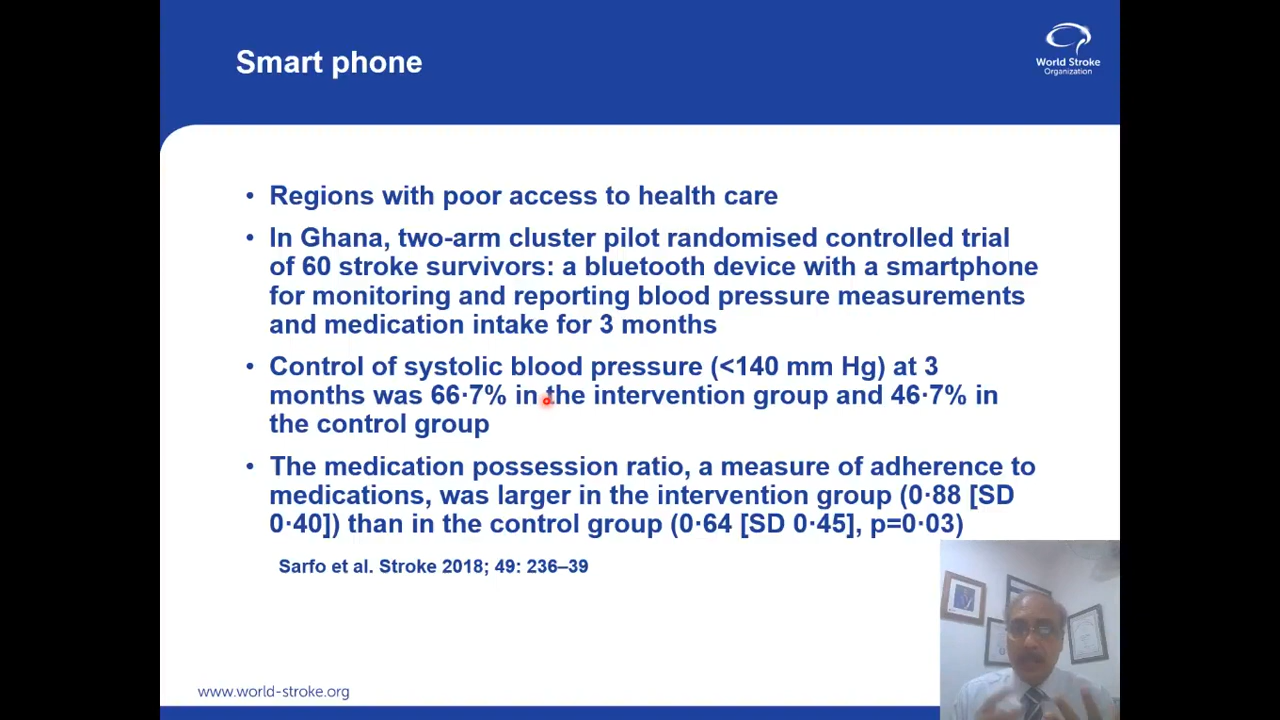 Smart phone
World Stroke
Organization
• Regions with poor access to health care
• In Ghana, two-arm cluster pilot randomised controlled trial
of 60 stroke survivors: a bluetooth device with a smartphone
for monitoring and reporting blood pressure measurements
and medication intake for 3 months
• Control of systolic blood pressure (<140 mm Hg) at 3
months was 66·7% in the intervention group and 46·7% in
the control group
• The medication possession ratio, a measure of adherence to
medications, was larger in the intervention group (0·88 [SD
0·40]) than in the control group (0·64 [SD 0·45], p=0·03)
Sarfo et al. Stroke 2018; 49: 236–39
www.world-stroke.org